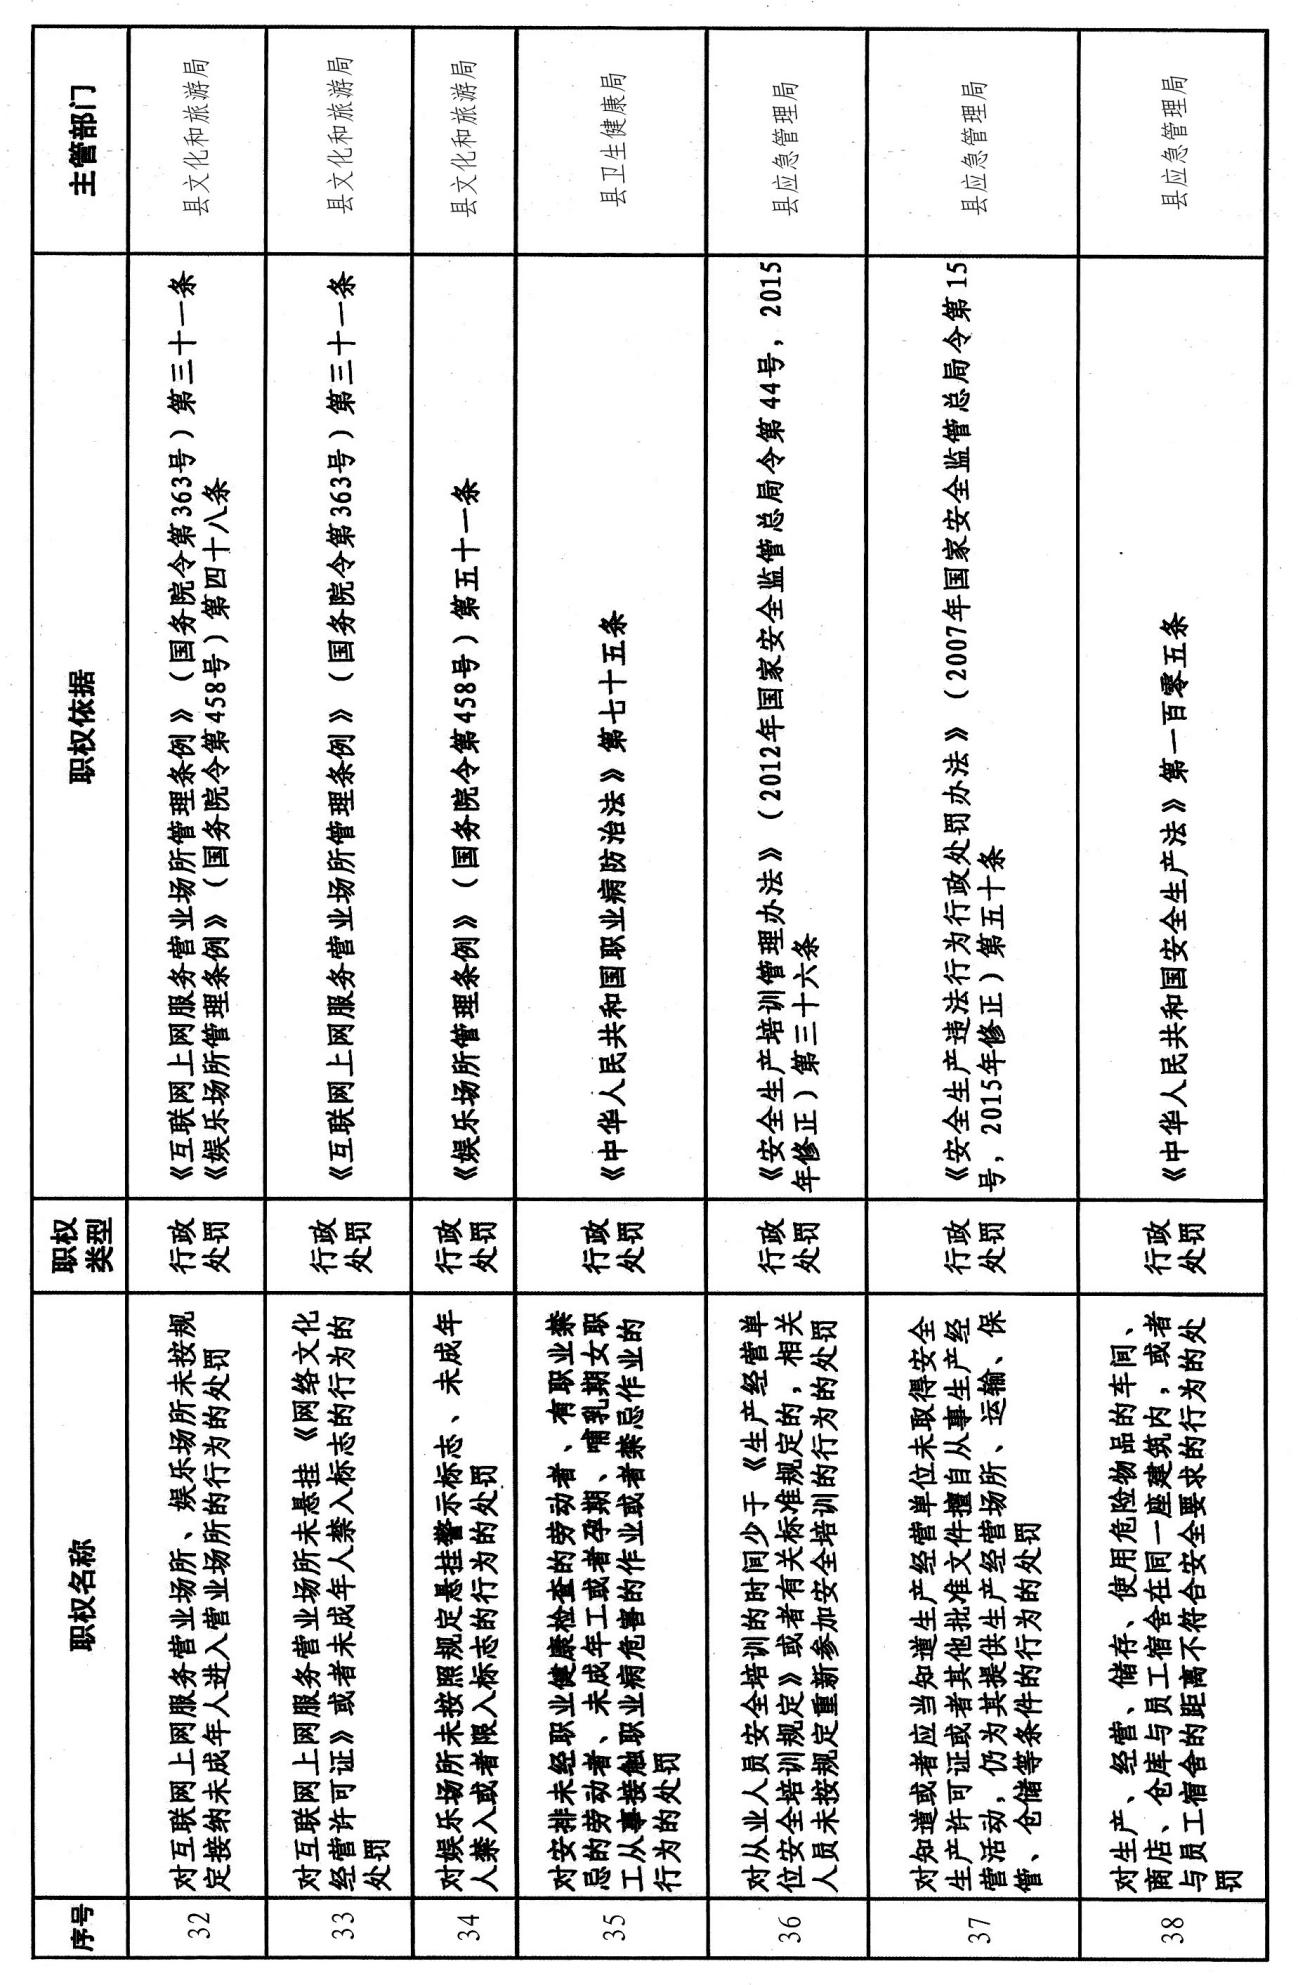 序号
职权名称
职权
类型
职权依据
主管部门
32
对互联网上网服务营业场所、娱乐场所未按规
定接纳未成年人进入营业场所的行为的处罚
行政
处罚
《互联网上网服务营业场所管理条例》（国务院令第363号）第三十一条
《娱乐场所管理条例》（国务院令第458号）第四十八条
县文化和旅游局
33
对互联网上网服务营业场所未悬挂《网络文化
经营许可证》或者未成年人禁入标志的行为的
处罚
行政
处罚
《互联网上网服务营业场所管理条例》（国务院令第363号）第三十一条
县文化和旅游局
34
对娱乐场所未按照规定悬挂警示标志、未成年
人禁入或者限入标志的行为的处罚
行政
处罚
《娱乐场所管理条例》（国务院令第458号）第五十一条
县文化和旅游局
35
对安排未经职业健康检查的劳动者、有职业禁
忌的劳动者、未成年工或者孕期、哺乳期女职
工从事接触职业病危害的作业或者禁忌作业的
行为的处罚
行政
处罚
《中华人民共和国职业病防治法》第七十五条
县卫生健康局
36
对从业人员安全培训的时间少于《生产经营单
位安全培训规定》或者有关标准规定的，相关
人员未按规定重新参加安全培训的行为的处罚
行政
处罚
《安全生产培训管理办法》（2012年国家安全监管总局令第44号，2015
年修正）第三十六条
县应急管理局
37
对知道或者应当知道生产经营单位未取得安全
生产许可证或者其他批准文件擅自从事生产经
营活动，仍为其提供生产经营场所、运输、保
管、仓储等条件的行为的处罚
行政
处罚
《安全生产违法行为行政处罚办法》（2007年国家安全监管总局令第15
号，2015年修正）第五十条
县应急管理局
38
对生产、经营、储存、使用危险物品的车间、
商店、仓库与员工宿舍在同一座建筑内，或者
与员工宿舍的距离不符合安全要求的行为的处
罚
行政
处罚
《中华人民共和国安全生产法》第一百零五条
县应急管理局